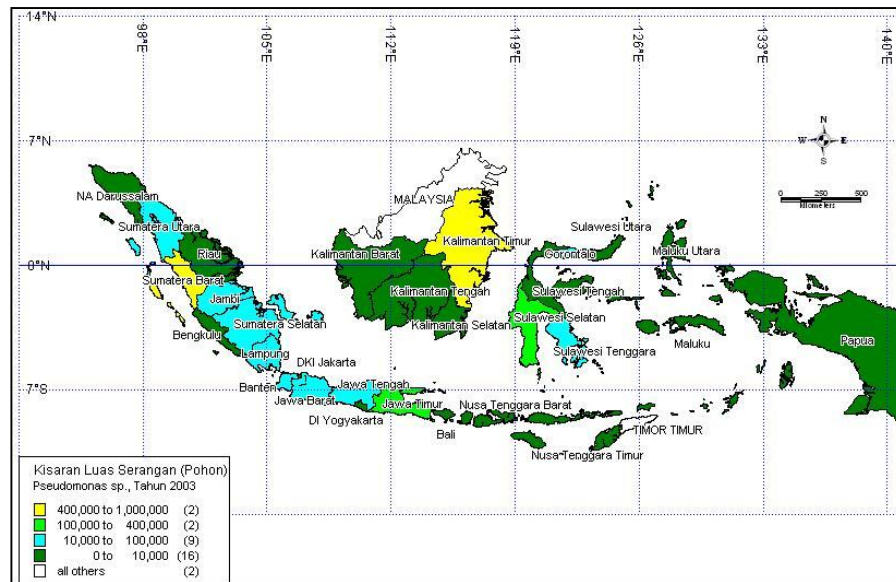 14°N
98°E
105°E
112°E
119°E
126°E
133°E
140°E
7°N
N
W E
S
0 250 500
Kilometers
NA Darussalam
MALAYSIA
Sumatera Utara
Sulawesi Utara
Riau
Kalimantan Barat
Kalimantan Timur
Gorontalo
Maluku Utara
0°N
Sumatera Barat
Jambi
Kalimantan Tengah
Sulawesi Tengah
Sumatera Selatan
Kalimantan Selatan
Sulawesi Selatan
Bengkulu
Maluku
Papua
Lampung
DKI Jakarta
Sulawesi Tenggara
7°S
Banten
Jawa Tengah
Jawa Barat
Jawa Timur
Nusa Tenggara Barat
DI Yogyakarta
Bali
TIMOR TIMUR
Nusa Tenggara Timur
Kisaran Luas Serangan (Pohon)
Pseudomonas sp., Tahun 2003
400,000 to 1,000,000 (2)
100,000 to 400,000 (2)
10,000 to 100,000 (9)
0 to 10,000 (16)
all others (2)